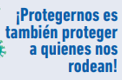 ¡Protegernos es
también proteger
a quienes nos
rodean!